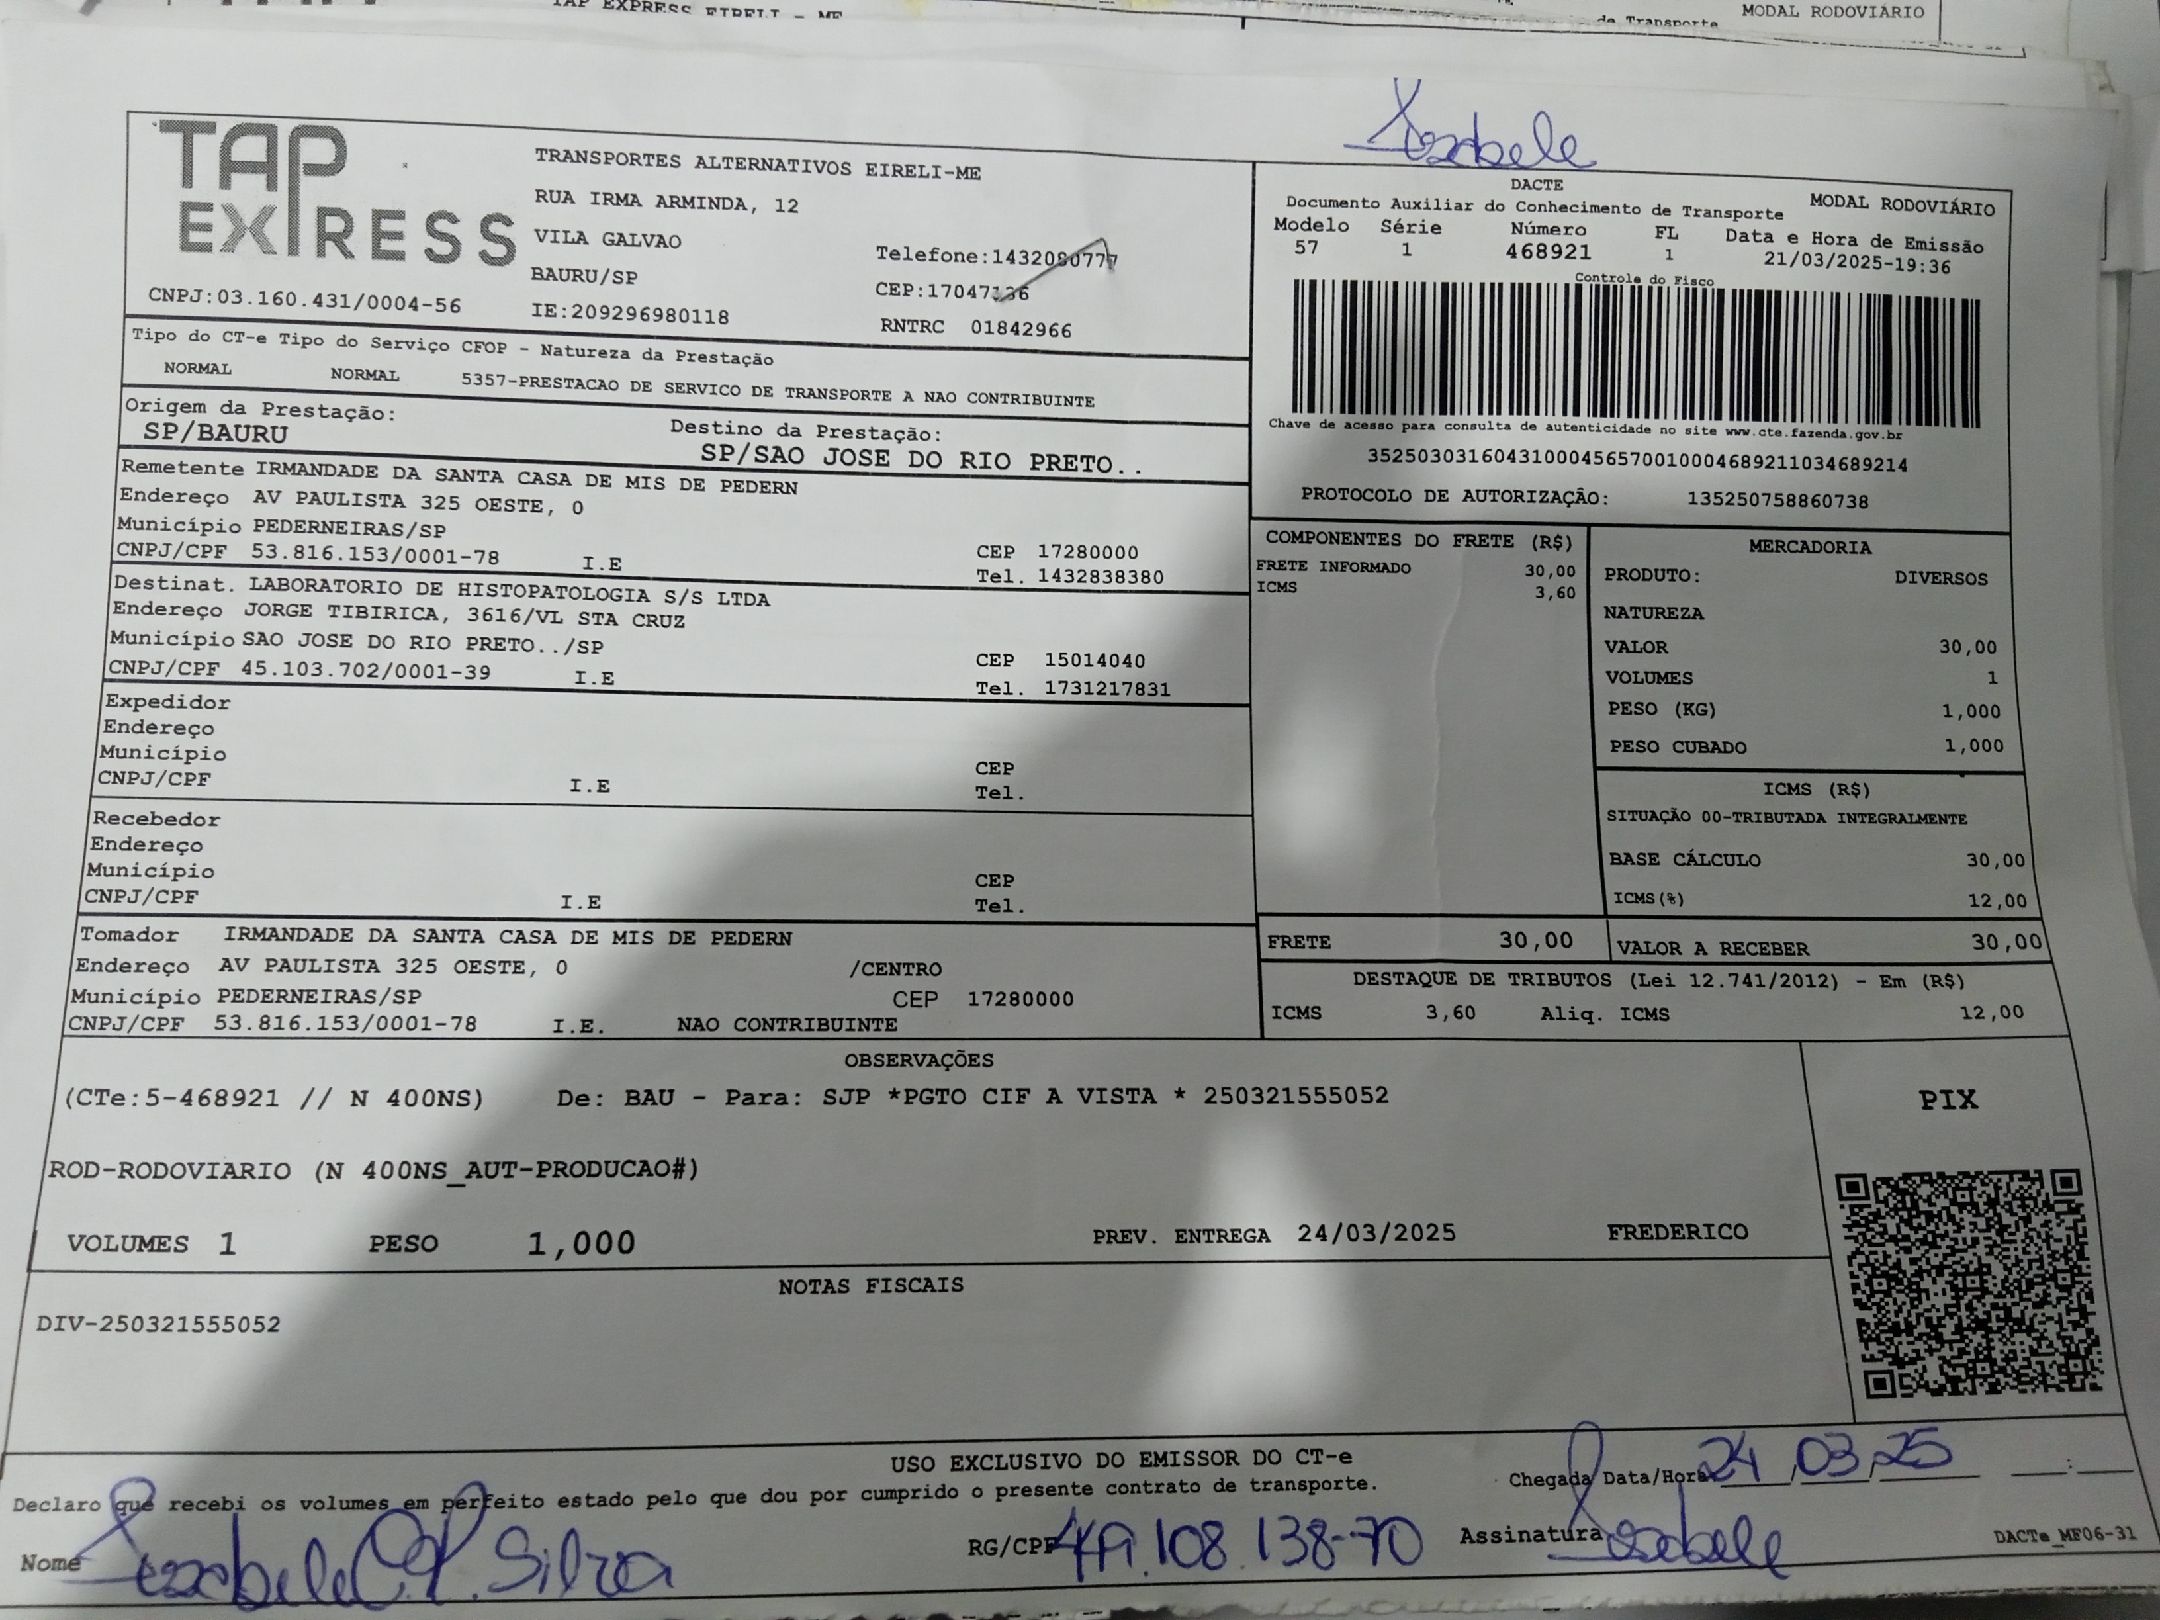 TAP EXPRESS EIRELI - ME
de Transporte
MODAL RODOVIÁRIO
Izabele
TAP
EXPRESS
TRANSPORTES ALTERNATIVOS EIRELI-ME
RUA IRMA ARMINDA, 12
VILA GALVAO
Telefone:1432080777
BAURU/SP
CEP:17047136
CNPJ:03.160.431/0004-56
IE:209296980118
RNTRC 01842966
DACTE
MODAL RODOVIÁRIO
Documento Auxiliar do Conhecimento de Transporte
Modelo Série Número FL Data e Hora de Emissão
57 1 468921 1 21/03/2025-19:36
Controle do Fisco
Chave de acesso para consulta de autenticidade no site www.cte.fazenda.gov.br
35250303160431000456570010004689211034689214
PROTOCOLO DE AUTORIZAÇÃO: 135250758860738
Tipo do CT-e Tipo do Serviço CFOP - Natureza da Prestação
NORMAL NORMAL 5357-PRESTACAO DE SERVICO DE TRANSPORTE A NAO CONTRIBUINTE
Origem da Prestação: Destino da Prestação:
SP/BAURU SP/SAO JOSE DO RIO PRETO..
Remetente IRMANDADE DA SANTA CASA DE MIS DE PEDERN
Endereço AV PAULISTA 325 OESTE, 0
Município PEDERNEIRAS/SP CEP 17280000
CNPJ/CPF 53.816.153/0001-78 I.E Tel. 1432838380
Destinat. LABORATORIO DE HISTOPATOLOGIA S/S LTDA
Endereço JORGE TIBIRICA, 3616/VL STA CRUZ
Município SAO JOSE DO RIO PRETO../SP CEP 15014040
CNPJ/CPF 45.103.702/0001-39 I.E Tel. 1731217831
Expedidor
Endereço
Município CEP
CNPJ/CPF I.E Tel.
Recebedor
Endereço
Município CEP
CNPJ/CPF I.E Tel.
Tomador IRMANDADE DA SANTA CASA DE MIS DE PEDERN
Endereço AV PAULISTA 325 OESTE, 0 /CENTRO
Município PEDERNEIRAS/SP CEP 17280000
CNPJ/CPF 53.816.153/0001-78 I.E. NAO CONTRIBUINTE
COMPONENTES DO FRETE (R$)
FRETE INFORMADO 30,00
ICMS 3,60
MERCADORIA
PRODUTO: DIVERSOS
NATUREZA
VALOR 30,00
VOLUMES 1
PESO (KG) 1,000
PESO CUBADO 1,000
ICMS (R$)
SITUAÇÃO 00-TRIBUTADA INTEGRALMENTE
BASE CÁLCULO 30,00
ICMS(%) 12,00
FRETE 30,00 VALOR A RECEBER 30,00
DESTAQUE DE TRIBUTOS (Lei 12.741/2012) - Em (R$)
ICMS 3,60 Aliq. ICMS 12,00
OBSERVAÇÕES
(CTe:5-468921 // N 400NS) De: BAU - Para: SJP *PGTO CIF A VISTA * 250321555052
PIX
ROD-RODOVIARIO (N 400NS_AUT-PRODUCAO#)
VOLUMES 1 PESO 1,000 PREV. ENTREGA 24/03/2025 FREDERICO
NOTAS FISCAIS
DIV-250321555052
USO EXCLUSIVO DO EMISSOR DO CT-e
Declaro que recebi os volumes em perfeito estado pelo que dou por cumprido o presente contrato de transporte.
Chegada Data/Hora 24/03/25 __:__
Nome Izabele C. P. Silva RG/CPF 449.108.138-70 Assinatura Izabele DACTe_MF06-31